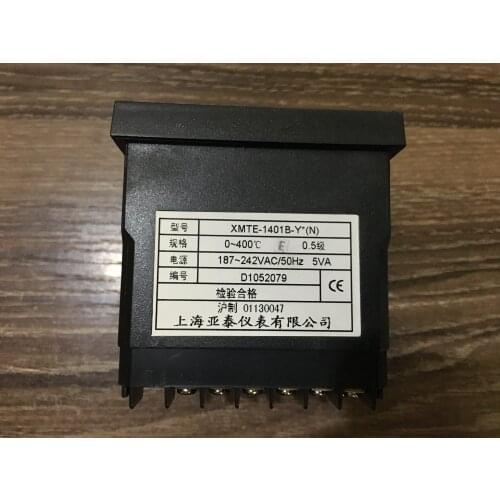 型号 XMTE-1401B-Y*(N)
规格 0~400℃ E 0.5级
电源 187~242VAC/50Hz 5VA
编号 D1052079
检验合格 CE
沪制 01130047
上海亚泰仪表有限公司